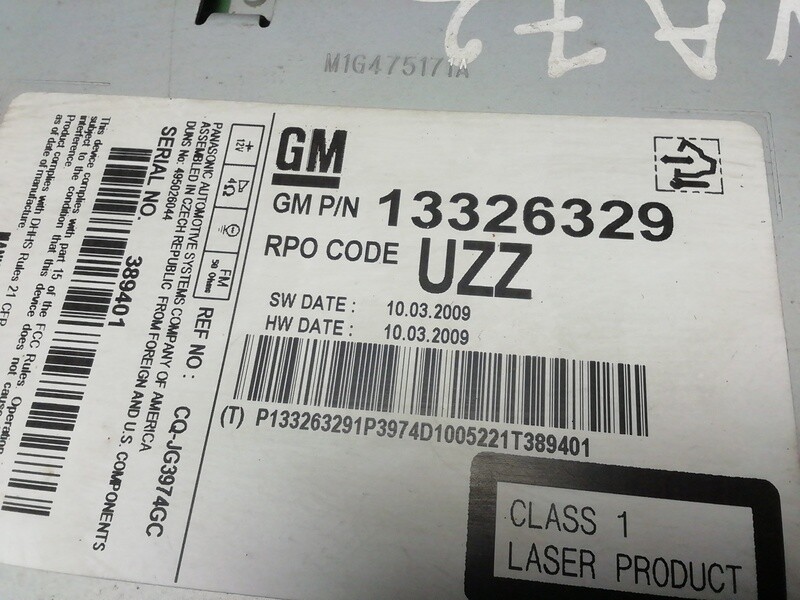 M1G475171A
VA72
GM
GM P/N 13326329
RPO CODE UZZ
SW DATE : 10.03.2009
HW DATE : 10.03.2009
(T) P133263291P3974D1005221T389401
CLASS 1
LASER PRODUCT
+ 12V
4Ω
FM 50 Ohms
REF NO : CQ-JG3974GC
PANASONIC AUTOMOTIVE SYSTEMS COMPANY OF AMERICA
ASSEMBLED IN CZECH REPUBLIC FROM FOREIGN AND U.S. COMPONENTS
DUNS No: 495026044
SERIAL NO. 389401
This device complies with part 15 of the FCC Rules. Operation
subject to the
interference the condition that this device does not cause
Product complies with DHHS Rules 21 CFR
as of date of manufacture.